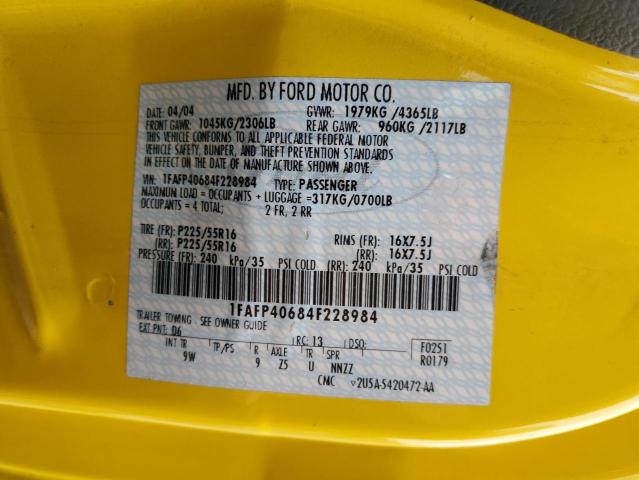 MFD. BY FORD MOTOR CO.
DATE: 04/04 GVWR: 1979KG /4365LB
FRONT GAWR: 1045KG/2306LB REAR GAWR: 960KG /2117LB
THIS VEHICLE CONFORMS TO ALL APPLICABLE FEDERAL MOTOR
VEHICLE SAFETY, BUMPER, AND THEFT PREVENTION STANDARDS
IN EFFECT ON THE DATE OF MANUFACTURE SHOWN ABOVE.
VIN: 1FAFP40684F228984 TYPE: PASSENGER
MAXIMUM LOAD = OCCUPANTS + LUGGAGE =317KG/0700LB
OCCUPANTS = 4 TOTAL; 2 FR, 2 RR
TIRE (FR): P225/55R16 RIMS (FR): 16X7.5J
(RR): P225/55R16 (RR): 16X7.5J
PRESSURE (FR): 240 kPa/35 PSI COLD (RR): 240 kPa/35 PSI COLD
1FAFP40684F228984
TRAILER TOWING - SEE OWNER GUIDE
EXT PNT: D6 RC: 13 DSO: F0251
INT TR TP/PS R AXLE TR SPR R0179
9W 9 Z5 U NNZZ
CMC ▽2U5A-5420472-AA